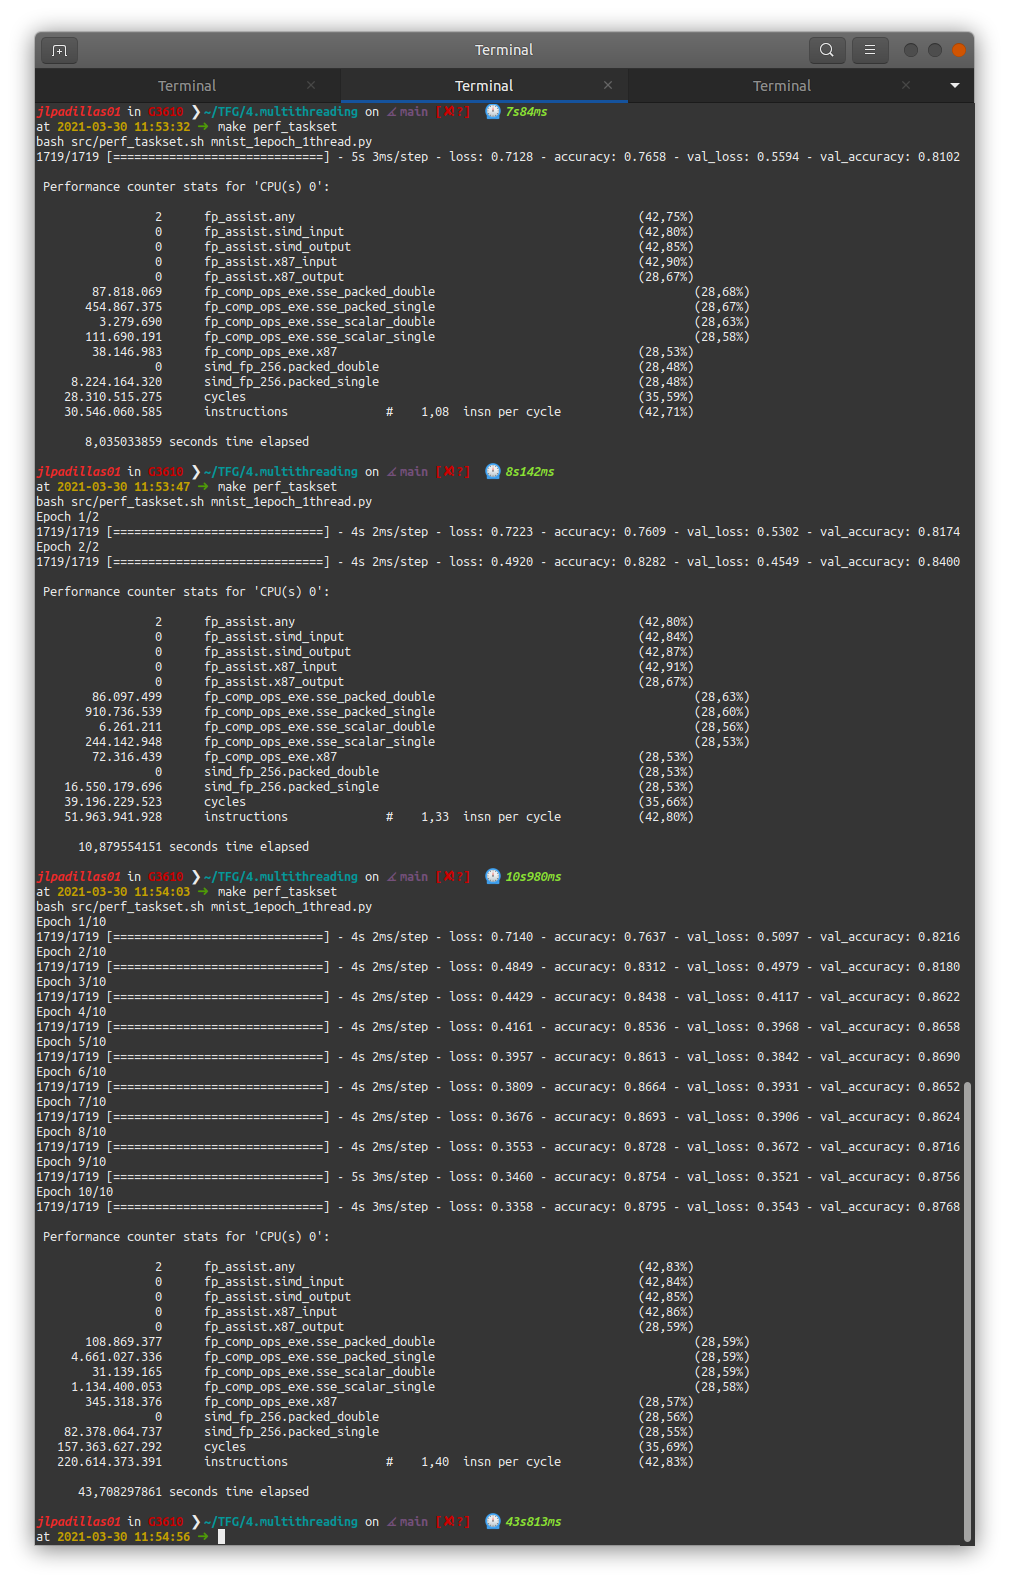 Terminal
Terminal × Terminal × Terminal ×
jlpadillas01 in G3610 ❯~/TFG/4.multithreading on main [✘?] 7s84ms
at 2021-03-30 11:53:32 → make perf_taskset
bash src/perf_taskset.sh mnist_1epoch_1thread.py
1719/1719 [==============================] - 5s 3ms/step - loss: 0.7128 - accuracy: 0.7658 - val_loss: 0.5594 - val_accuracy: 0.8102
Performance counter stats for 'CPU(s) 0':
2 fp_assist.any (42,75%)
0 fp_assist.simd_input (42,80%)
0 fp_assist.simd_output (42,85%)
0 fp_assist.x87_input (42,90%)
0 fp_assist.x87_output (28,67%)
87.818.069 fp_comp_ops_exe.sse_packed_double (28,68%)
454.867.375 fp_comp_ops_exe.sse_packed_single (28,67%)
3.279.690 fp_comp_ops_exe.sse_scalar_double (28,63%)
111.690.191 fp_comp_ops_exe.sse_scalar_single (28,58%)
38.146.983 fp_comp_ops_exe.x87 (28,53%)
0 simd_fp_256.packed_double (28,48%)
8.224.164.320 simd_fp_256.packed_single (28,48%)
28.310.515.275 cycles (35,59%)
30.546.060.585 instructions # 1,08 insn per cycle (42,71%)
8,035033859 seconds time elapsed
jlpadillas01 in G3610 ❯~/TFG/4.multithreading on main [✘?] 8s142ms
at 2021-03-30 11:53:47 → make perf_taskset
bash src/perf_taskset.sh mnist_1epoch_1thread.py
Epoch 1/2
1719/1719 [==============================] - 4s 2ms/step - loss: 0.7223 - accuracy: 0.7609 - val_loss: 0.5302 - val_accuracy: 0.8174
Epoch 2/2
1719/1719 [==============================] - 4s 2ms/step - loss: 0.4920 - accuracy: 0.8282 - val_loss: 0.4549 - val_accuracy: 0.8400
Performance counter stats for 'CPU(s) 0':
2 fp_assist.any (42,80%)
0 fp_assist.simd_input (42,84%)
0 fp_assist.simd_output (42,87%)
0 fp_assist.x87_input (42,91%)
0 fp_assist.x87_output (28,67%)
86.097.499 fp_comp_ops_exe.sse_packed_double (28,63%)
910.736.539 fp_comp_ops_exe.sse_packed_single (28,60%)
6.261.211 fp_comp_ops_exe.sse_scalar_double (28,56%)
244.142.948 fp_comp_ops_exe.sse_scalar_single (28,53%)
72.316.439 fp_comp_ops_exe.x87 (28,53%)
0 simd_fp_256.packed_double (28,53%)
16.550.179.696 simd_fp_256.packed_single (28,53%)
39.196.229.523 cycles (35,66%)
51.963.941.928 instructions # 1,33 insn per cycle (42,80%)
10,879554151 seconds time elapsed
jlpadillas01 in G3610 ❯~/TFG/4.multithreading on main [✘?] 10s980ms
at 2021-03-30 11:54:03 → make perf_taskset
bash src/perf_taskset.sh mnist_1epoch_1thread.py
Epoch 1/10
1719/1719 [==============================] - 4s 2ms/step - loss: 0.7140 - accuracy: 0.7637 - val_loss: 0.5097 - val_accuracy: 0.8216
Epoch 2/10
1719/1719 [==============================] - 4s 2ms/step - loss: 0.4849 - accuracy: 0.8312 - val_loss: 0.4979 - val_accuracy: 0.8180
Epoch 3/10
1719/1719 [==============================] - 4s 2ms/step - loss: 0.4429 - accuracy: 0.8438 - val_loss: 0.4117 - val_accuracy: 0.8622
Epoch 4/10
1719/1719 [==============================] - 4s 2ms/step - loss: 0.4161 - accuracy: 0.8536 - val_loss: 0.3968 - val_accuracy: 0.8658
Epoch 5/10
1719/1719 [==============================] - 4s 2ms/step - loss: 0.3957 - accuracy: 0.8613 - val_loss: 0.3842 - val_accuracy: 0.8690
Epoch 6/10
1719/1719 [==============================] - 4s 2ms/step - loss: 0.3809 - accuracy: 0.8664 - val_loss: 0.3931 - val_accuracy: 0.8652
Epoch 7/10
1719/1719 [==============================] - 4s 2ms/step - loss: 0.3676 - accuracy: 0.8693 - val_loss: 0.3906 - val_accuracy: 0.8624
Epoch 8/10
1719/1719 [==============================] - 4s 2ms/step - loss: 0.3553 - accuracy: 0.8728 - val_loss: 0.3672 - val_accuracy: 0.8716
Epoch 9/10
1719/1719 [==============================] - 5s 3ms/step - loss: 0.3460 - accuracy: 0.8754 - val_loss: 0.3521 - val_accuracy: 0.8756
Epoch 10/10
1719/1719 [==============================] - 4s 3ms/step - loss: 0.3358 - accuracy: 0.8795 - val_loss: 0.3543 - val_accuracy: 0.8768
Performance counter stats for 'CPU(s) 0':
2 fp_assist.any (42,83%)
0 fp_assist.simd_input (42,84%)
0 fp_assist.simd_output (42,85%)
0 fp_assist.x87_input (42,86%)
0 fp_assist.x87_output (28,59%)
108.869.377 fp_comp_ops_exe.sse_packed_double (28,59%)
4.661.027.336 fp_comp_ops_exe.sse_packed_single (28,59%)
31.139.165 fp_comp_ops_exe.sse_scalar_double (28,59%)
1.134.400.053 fp_comp_ops_exe.sse_scalar_single (28,58%)
345.318.376 fp_comp_ops_exe.x87 (28,57%)
0 simd_fp_256.packed_double (28,56%)
82.378.064.737 simd_fp_256.packed_single (28,55%)
157.363.627.292 cycles (35,69%)
220.614.373.391 instructions # 1,40 insn per cycle (42,83%)
43,708297861 seconds time elapsed
jlpadillas01 in G3610 ❯~/TFG/4.multithreading on main [✘?] 43s813ms
at 2021-03-30 11:54:56 →